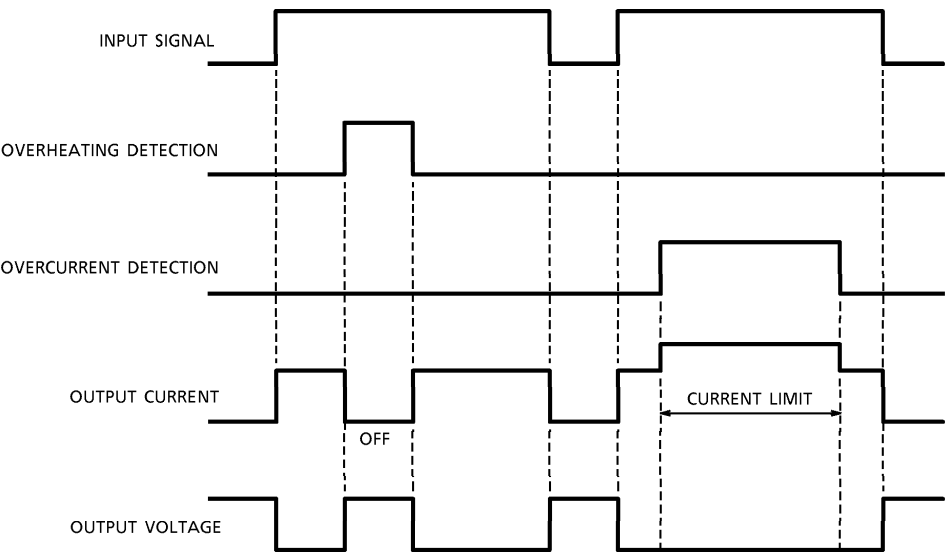 INPUT SIGNAL
OVERHEATING DETECTION
OVERCURRENT DETECTION
OUTPUT CURRENT
CURRENT LIMIT
OFF
OUTPUT VOLTAGE